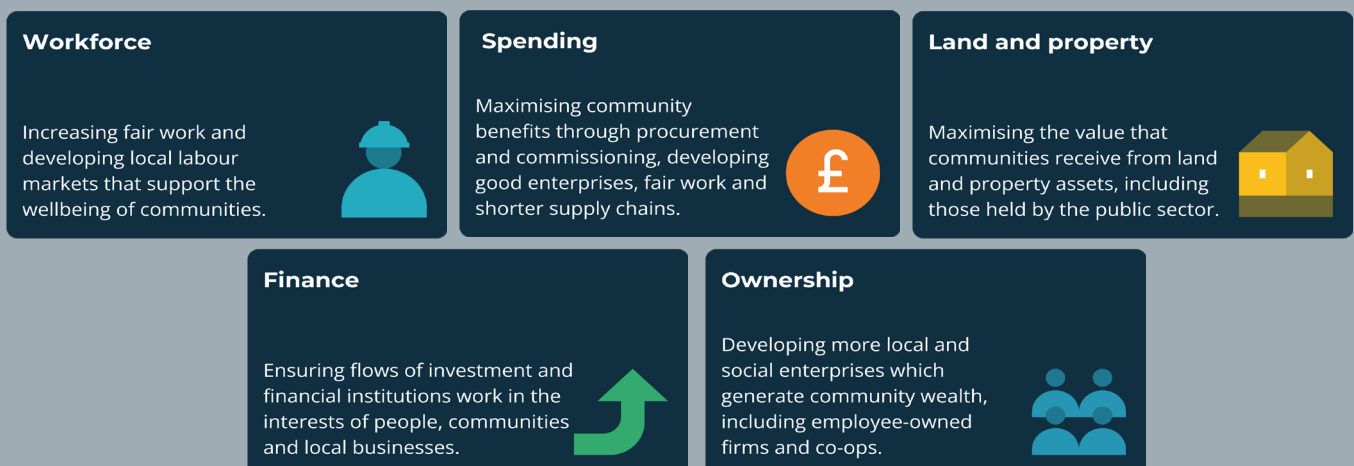 Workforce
Increasing fair work and
developing local labour
markets that support the
wellbeing of communities.
Spending
Maximising community
benefits through procurement
and commissioning, developing
good enterprises, fair work and
shorter supply chains.
£
Land and property
Maximising the value that
communities receive from land
and property assets, including
those held by the public sector.
Finance
Ensuring flows of investment and
financial institutions work in the
interests of people, communities
and local businesses.
Ownership
Developing more local and
social enterprises which
generate community wealth,
including employee-owned
firms and co-ops.